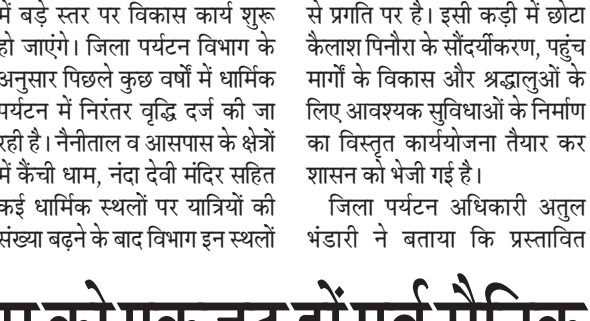 में बड़े स्तर पर विकास कार्य शुरू
हो जाएंगे। जिला पर्यटन विभाग के
अनुसार पिछले कुछ वर्षों में धार्मिक
पर्यटन में निरंतर वृद्धि दर्ज की जा
रही है। नैनीताल व आसपास के क्षेत्रों
में कैंची धाम, नंदा देवी मंदिर सहित
कई धार्मिक स्थलों पर यात्रियों की
संख्या बढ़ने के बाद विभाग इन स्थलों
से प्रगति पर है। इसी कड़ी में छोटा
कैलाश पिनौरा के सौंदर्यीकरण, पहुंच
मार्गों के विकास और श्रद्धालुओं के
लिए आवश्यक सुविधाओं के निर्माण
का विस्तृत कार्ययोजना तैयार कर
शासन को भेजी गई है।
जिला पर्यटन अधिकारी अतुल
भंडारी ने बताया कि प्रस्तावित